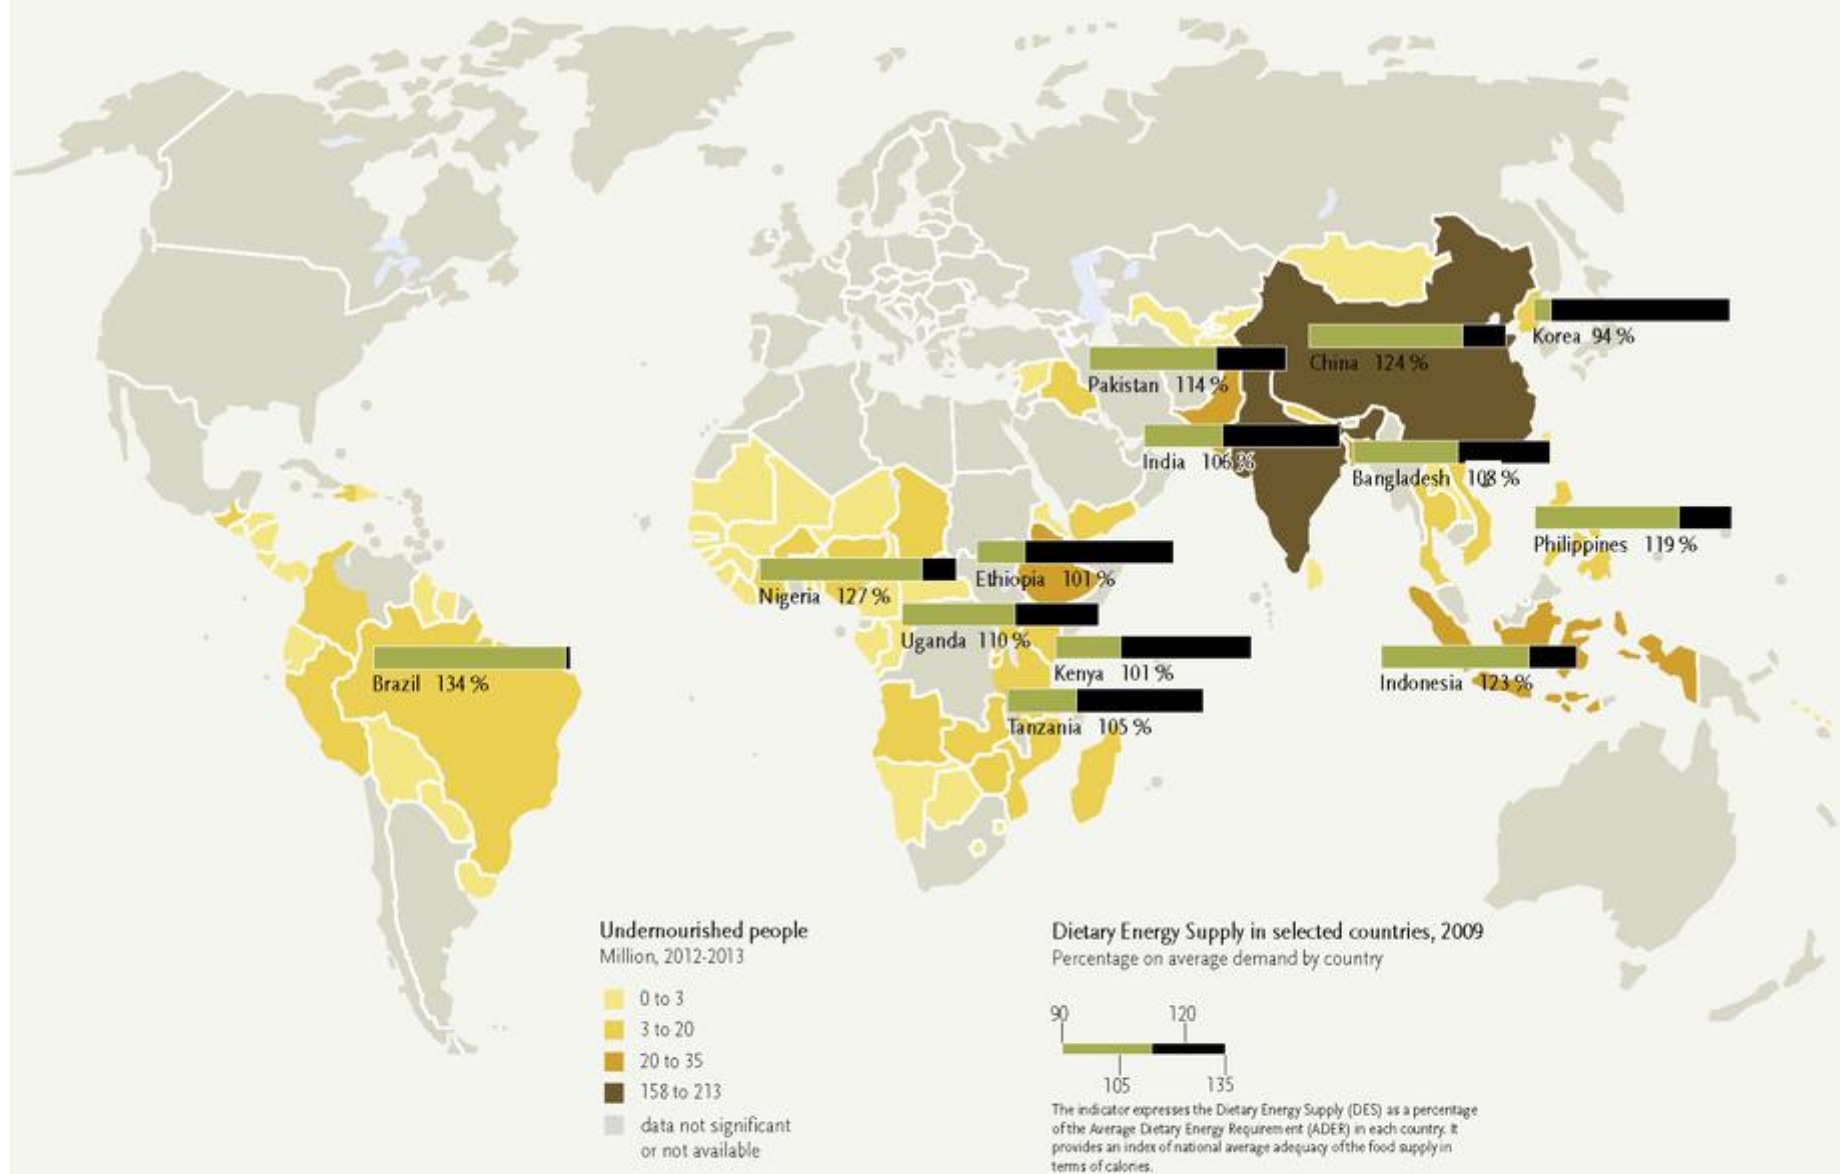 Korea 94 %
China 124 %
Pakistan 114 %
India 106 %
Bangladesh 108 %
Philippines 119 %
Ethiopia 101 %
Nigeria 127 %
Uganda 110 %
Kenya 101 %
Brazil 134 %
Indonesia 123 %
Tanzania 105 %
Undernourished people
Million, 2012-2013
0 to 3
3 to 20
20 to 35
158 to 213
data not significant
or not available
Dietary Energy Supply in selected countries, 2009
Percentage on average demand by country
90 120
105 135
The indicator expresses the Dietary Energy Supply (DES) as a percentage
of the Average Dietary Energy Requirement (ADER) in each country. It
provides an index of national average adequacy of the food supply in
terms of calories.